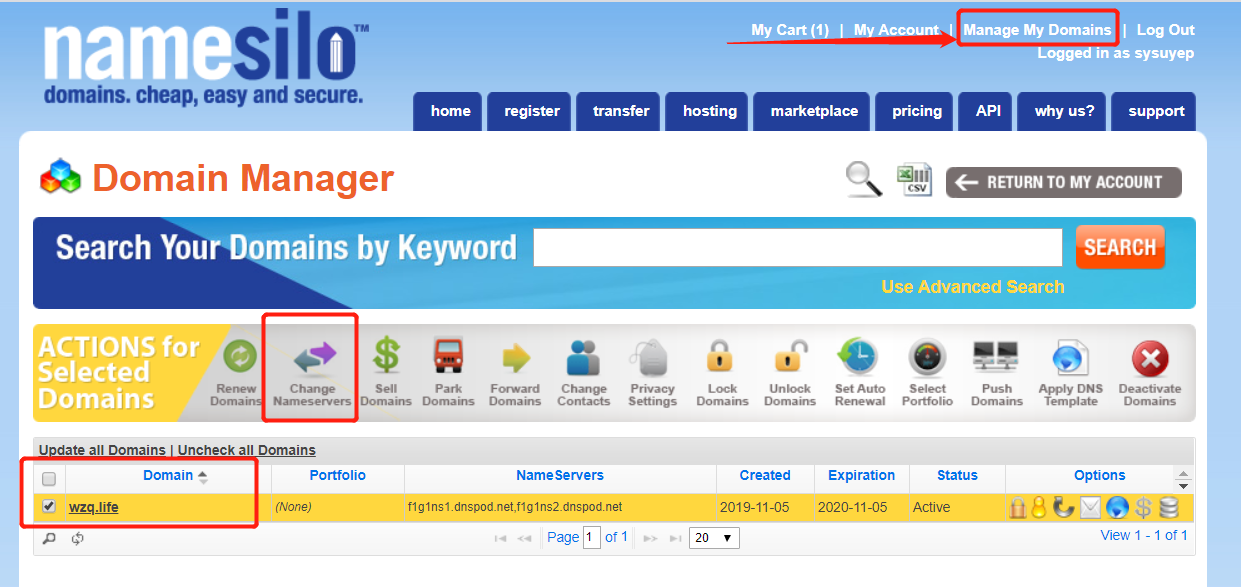 namesilo™
domains. cheap, easy and secure.
My Cart (1) | My Account | Manage My Domains | Log Out
Logged in as sysuyep
home register transfer hosting marketplace pricing API why us? support
Domain Manager
CSV
RETURN TO MY ACCOUNT
Search Your Domains by Keyword
SEARCH
Use Advanced Search
ACTIONS for
Selected
Domains
Renew
Domains
Change
Nameservers
Sell
Domains
Park
Domains
Forward
Domains
Change
Contacts
Privacy
Settings
Lock
Domains
Unlock
Domains
Set Auto
Renewal
Select
Portfolio
Push
Domains
Apply DNS
Template
Deactivate
Domains
Update all Domains | Uncheck all Domains
Domain Portfolio NameServers Created Expiration Status Options
wzq.life (None) f1g1ns1.dnspod.net,f1g1ns2.dnspod.net 2019-11-05 2020-11-05 Active
Page 1 of 1 20 View 1 - 1 of 1